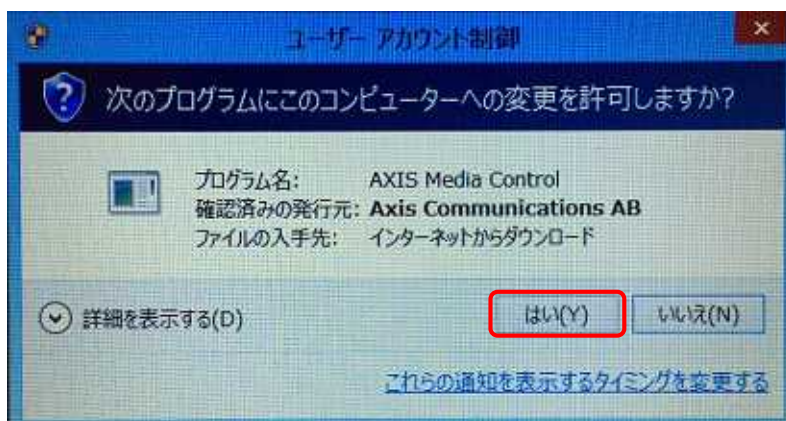 ユーザー アカウント制御
次のプログラムにこのコンピューターへの変更を許可しますか?
プログラム名: AXIS Media Control
確認済みの発行元: Axis Communications AB
ファイルの入手先: インターネットからダウンロード
詳細を表示する(D) はい(Y) いいえ(N)
これらの通知を表示するタイミングを変更する